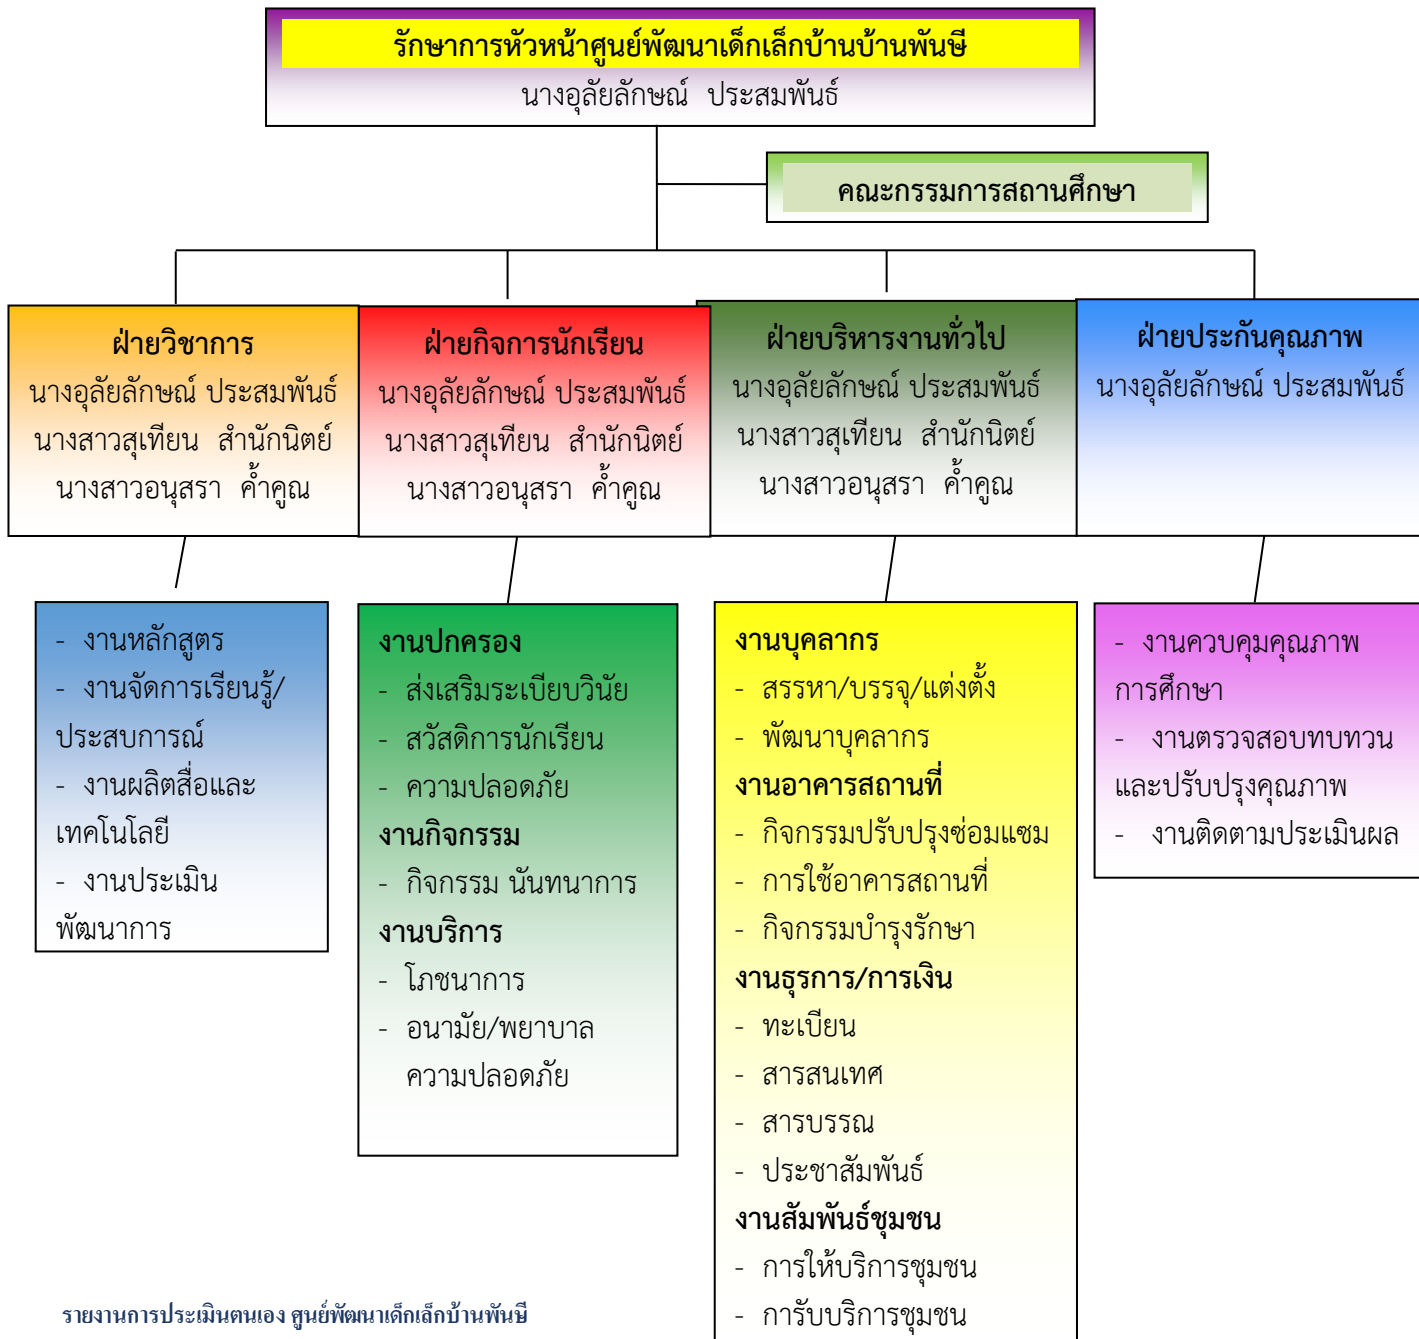 รักษาการหัวหน้าศูนย์พัฒนาเด็กเล็กบ้านบ้านพันษี
นางอุลัยลักษณ์ ประสมพันธ์
คณะกรรมการสถานศึกษา
ฝ่ายวิชาการ
นางอุลัยลักษณ์ ประสมพันธ์
นางสาวสุเทียน สำนักนิตย์
นางสาวอนุสรา ค้ำคูณ
ฝ่ายกิจการนักเรียน
นางอุลัยลักษณ์ ประสมพันธ์
นางสาวสุเทียน สำนักนิตย์
นางสาวอนุสรา ค้ำคูณ
ฝ่ายบริหารงานทั่วไป
นางอุลัยลักษณ์ ประสมพันธ์
นางสาวสุเทียน สำนักนิตย์
นางสาวอนุสรา ค้ำคูณ
ฝ่ายประกันคุณภาพ
นางอุลัยลักษณ์ ประสมพันธ์
- งานหลักสูตร
- งานจัดการเรียนรู้/
ประสบการณ์
- งานผลิตสื่อและ
เทคโนโลยี
- งานประเมิน
พัฒนาการ
งานปกครอง
- ส่งเสริมระเบียบวินัย
- สวัสดิการนักเรียน
- ความปลอดภัย
งานกิจกรรม
- กิจกรรม นันทนาการ
งานบริการ
- โภชนาการ
- อนามัย/พยาบาล
ความปลอดภัย
งานบุคลากร
- สรรหา/บรรจุ/แต่งตั้ง
- พัฒนาบุคลากร
งานอาคารสถานที่
- กิจกรรมปรับปรุงซ่อมแซม
- การใช้อาคารสถานที่
- กิจกรรมบำรุงรักษา
งานธุรการ/การเงิน
- ทะเบียน
- สารสนเทศ
- สารบรรณ
- ประชาสัมพันธ์
งานสัมพันธ์ชุมชน
- การให้บริการชุมชน
- การับบริการชุมชน
- งานควบคุมคุณภาพ
การศึกษา
- งานตรวจสอบทบทวน
และปรับปรุงคุณภาพ
- งานติดตามประเมินผล
รายงานการประเมินตนเอง ศูนย์พัฒนาเด็กเล็กบ้านพันษี